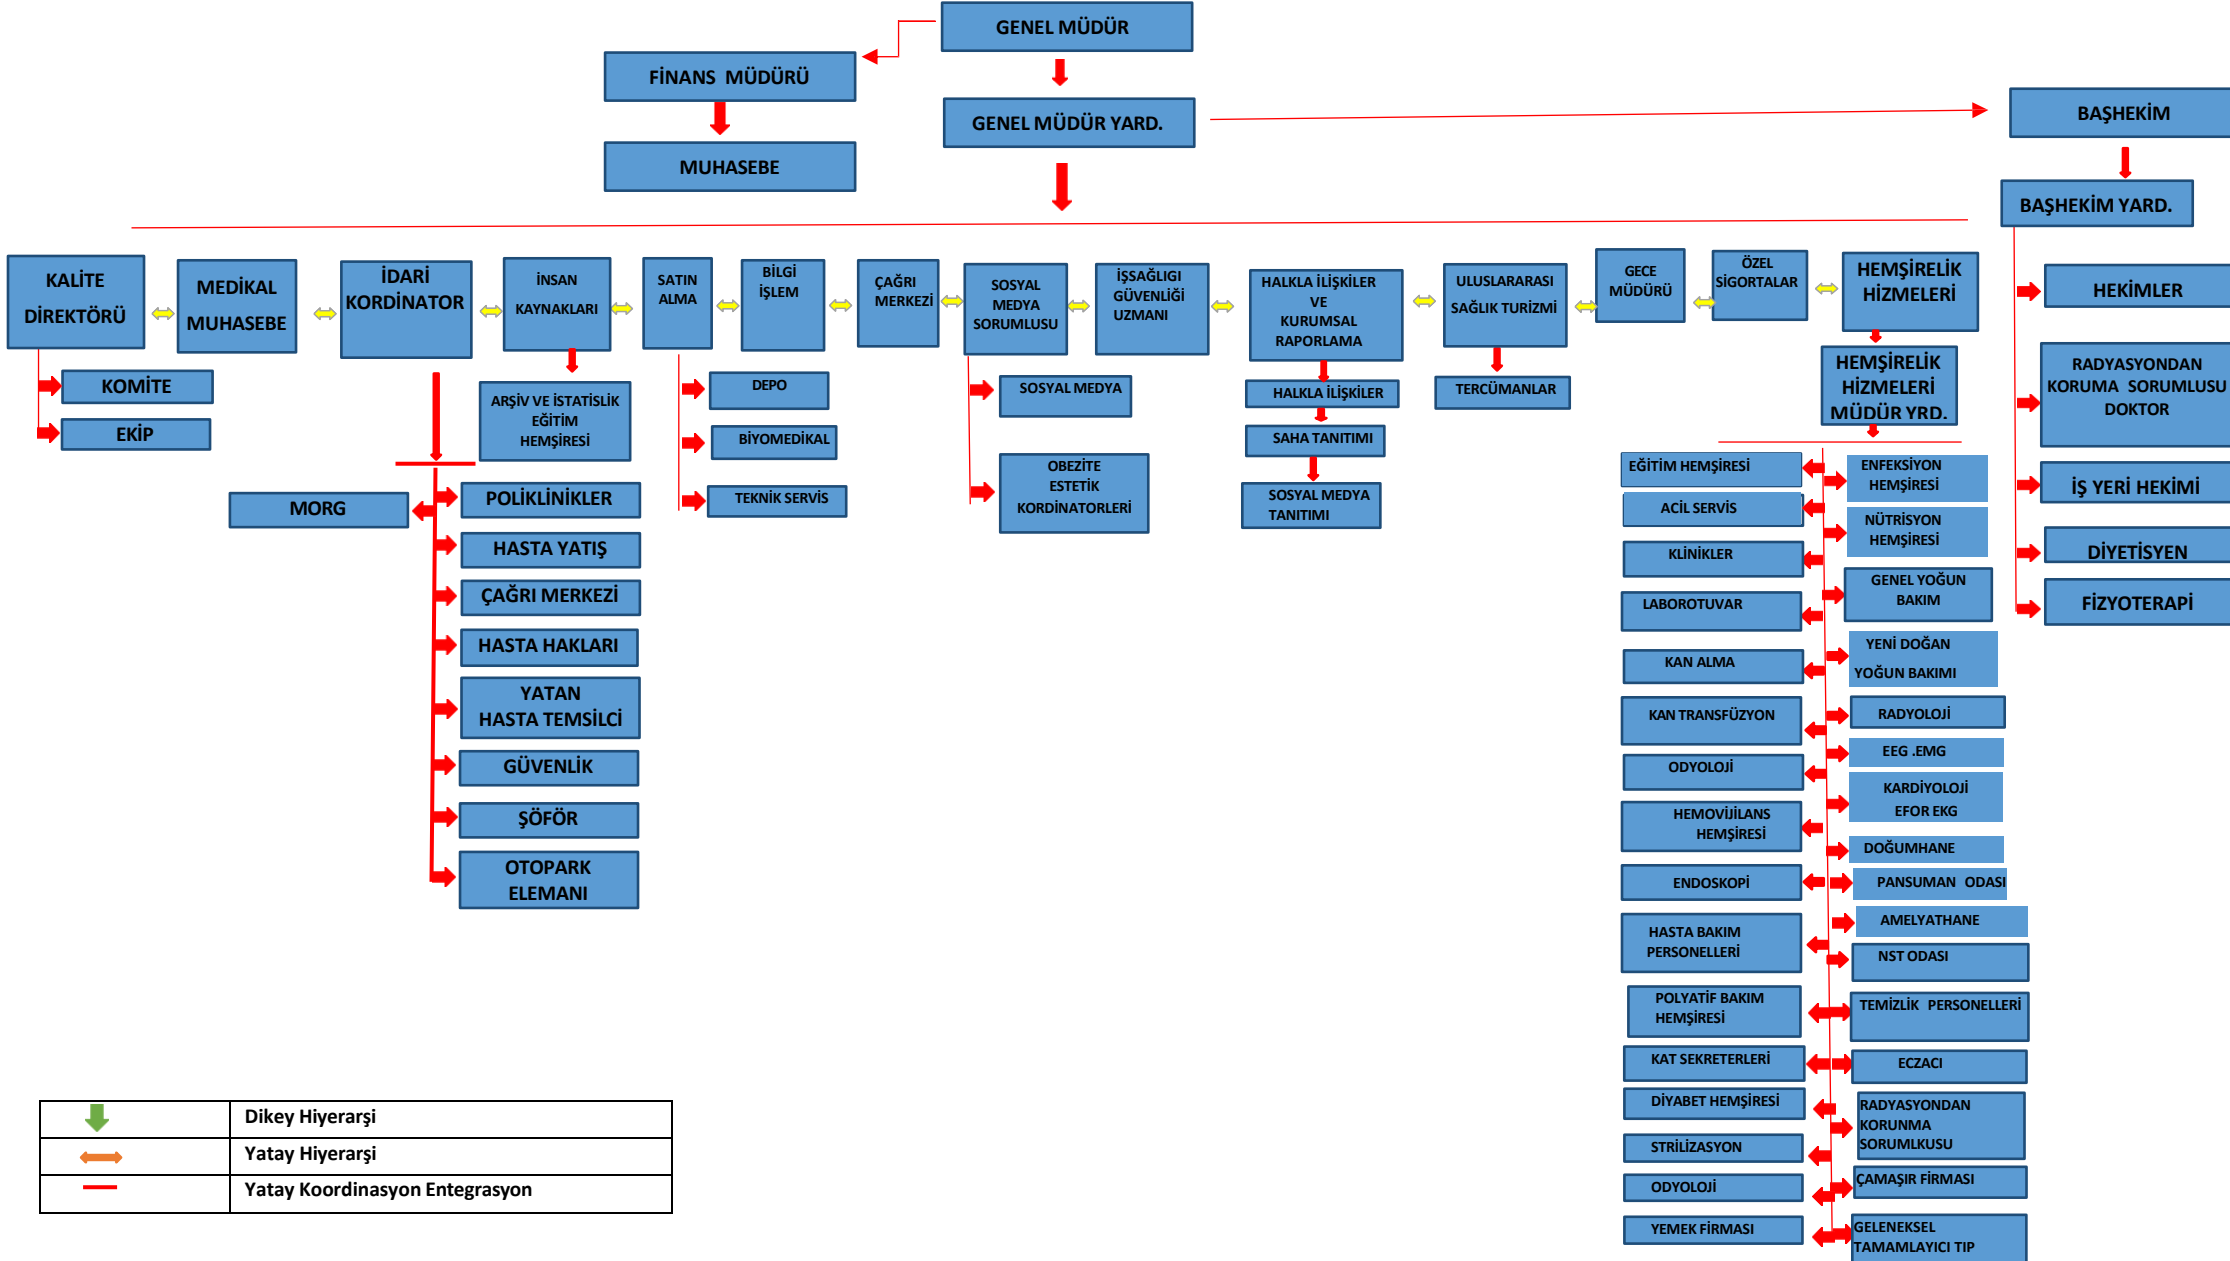 GENEL MÜDÜR
FİNANS MÜDÜRÜ
GENEL MÜDÜR YARD.
BAŞHEKİM
MUHASEBE
BAŞHEKİM YARD.
KALİTE
DİREKTÖRÜ
MEDİKAL
MUHASEBE
İDARİ
KORDİNATOR
İNSAN
KAYNAKLARI
SATIN
ALMA
BİLGİ
İŞLEM
ÇAĞRI
MERKEZİ
SOSYAL
MEDYA
SORUMLUSU
İŞSAĞLIGI
GÜVENLİĞİ
UZMANI
HALKLA İLİŞKİLER
VE
KURUMSAL
RAPORLAMA
ULUSLARARASI
SAĞLIK TURİZMİ
GECE
MÜDÜRÜ
ÖZEL
SİGORTALAR
HEMŞİRELİK
HİZMELERİ
KOMİTE
EKİP
ARŞİV VE İSTATİSLİK
EĞİTİM
HEMŞİRESİ
DEPO
BİYOMEDİKAL
TEKNİK SERVİS
SOSYAL MEDYA
OBEZİTE
ESTETİK
KORDİNATORLERİ
HALKLA İLİŞKİLER
SAHA TANITIMI
SOSYAL MEDYA
TANITIMI
TERCÜMANLAR
HEMŞİRELİK
HİZMELERİ
MÜDÜR YRD.
HEKİMLER
RADYASYONDAN
KORUMA SORUMLUSU
DOKTOR
İŞ YERİ HEKİMİ
DİYETİSYEN
FİZYOTERAPİ
MORG
POLİKLİNİKLER
HASTA YATIŞ
ÇAĞRI MERKEZİ
HASTA HAKLARI
YATAN
HASTA TEMSİLCİ
GÜVENLİK
ŞÖFÖR
OTOPARK
ELEMANI
EĞİTİM HEMŞİRESİ
ENFEKSİYON
HEMŞİRESİ
ACİL SERVİS
NÜTRİSYON
HEMŞİRESİ
KLİNİKLER
GENEL YOĞUN
BAKIM
LABOROTUVAR
YENİ DOĞAN
YOĞUN BAKIMI
KAN ALMA
KAN TRANSFÜZYON
RADYOLOJİ
EEG .EMG
ODYOLOJİ
KARDİYOLOJİ
EFOR EKG
HEMOVİJİLANS
HEMŞİRESİ
DOĞUMHANE
ENDOSKOPİ
PANSUMAN ODASI
AMELYATHANE
HASTA BAKIM
PERSONELLERİ
NST ODASI
POLYATİF BAKIM
HEMŞİRESİ
TEMİZLİK PERSONELLERİ
KAT SEKRETERLERİ
ECZACI
DİYABET HEMŞİRESİ
RADYASYONDAN
KORUNMA
SORUMLKUSU
STRİLİZASYON
ODYOLOJİ
ÇAMAŞIR FİRMASI
YEMEK FİRMASI
GELENEKSEL
TAMAMLAYICI TIP
Dikey Hiyerarşi
Yatay Hiyerarşi
Yatay Koordinasyon Entegrasyon